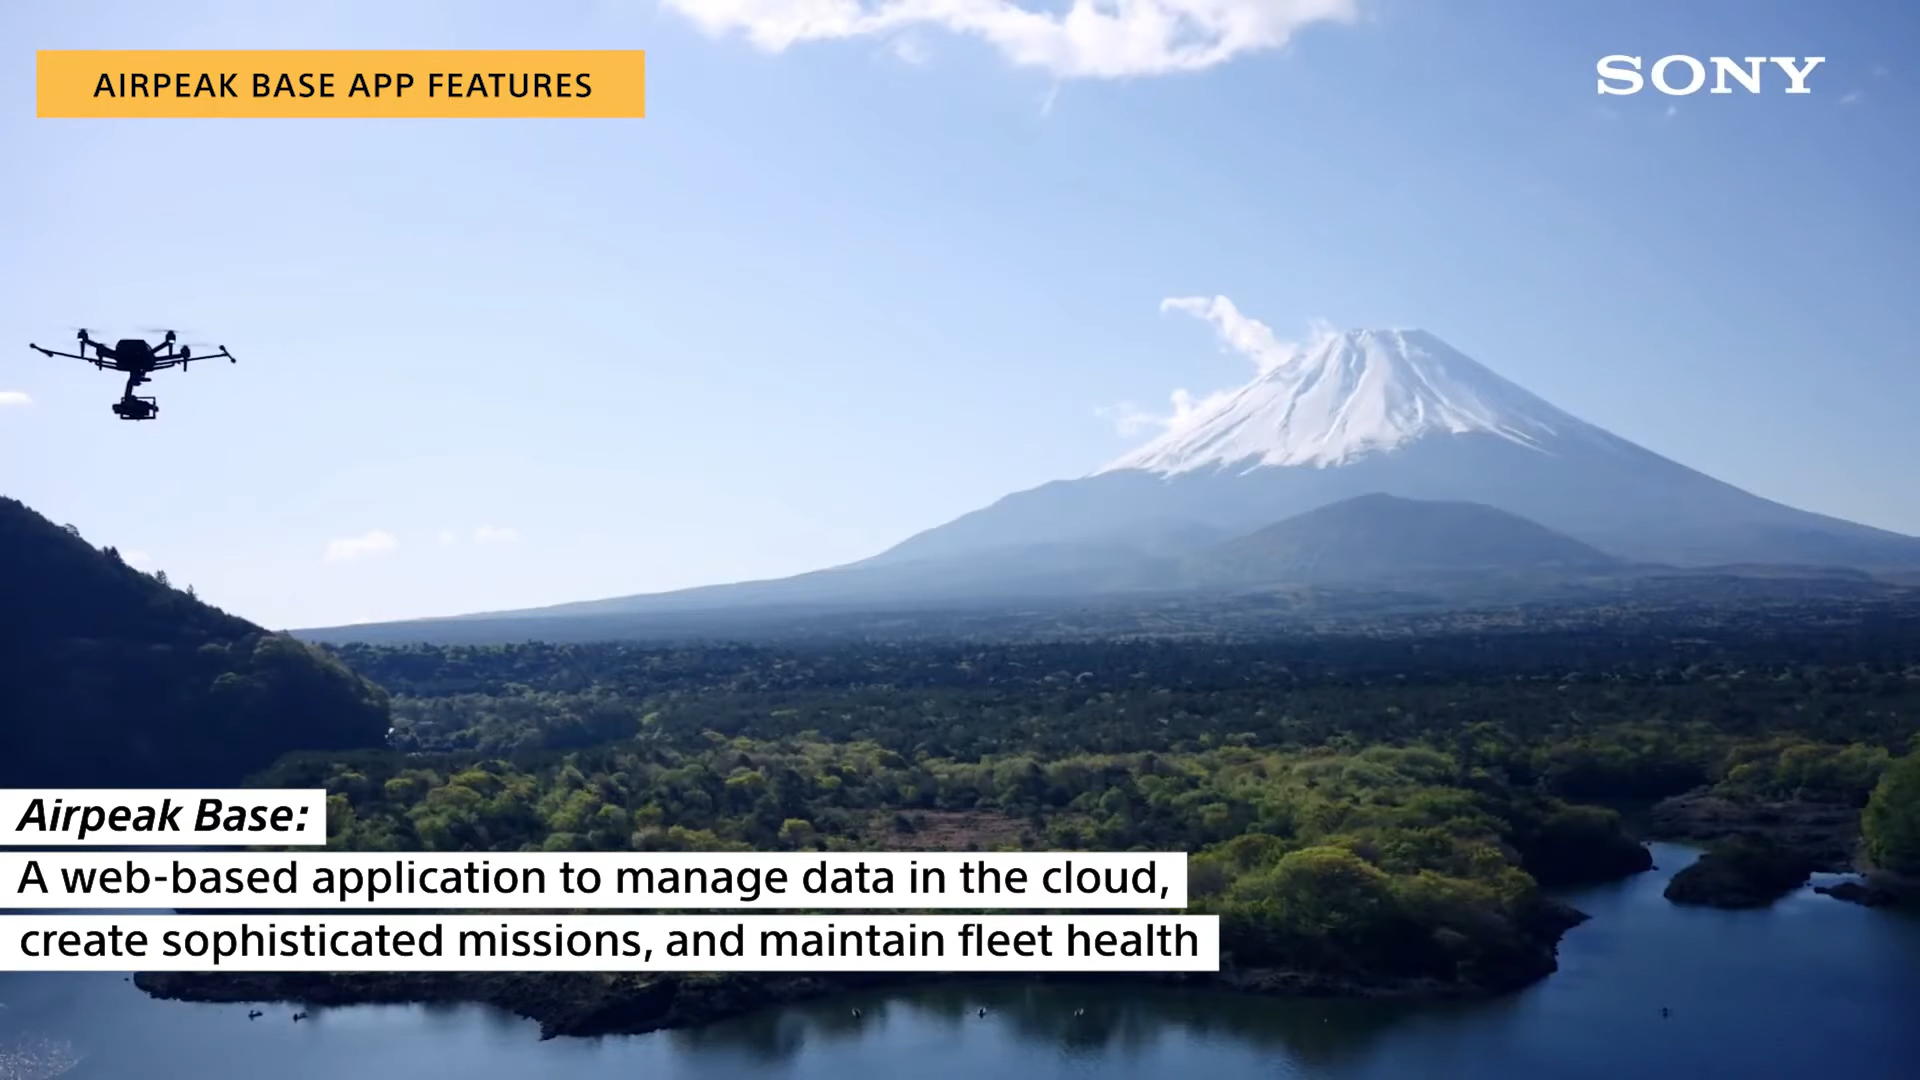 AIRPEAK BASE APP FEATURES
SONY
Airpeak Base:
A web-based application to manage data in the cloud,
create sophisticated missions, and maintain fleet health